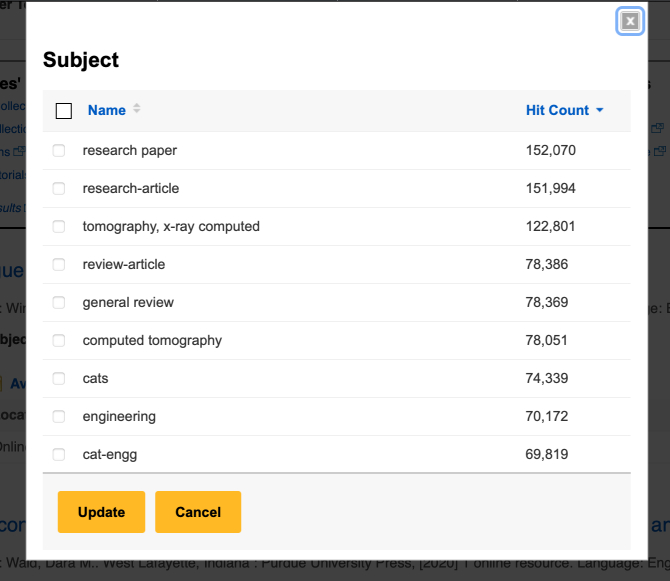 x
Subject
Name
Hit Count
research paper 152,070
research-article 151,994
tomography, x-ray computed 122,801
review-article 78,386
general review 78,369
computed tomography 78,051
cats 74,339
engineering 70,172
cat-engg 69,819
Update Cancel
Dara M.. West Lafayette, Indiana : Purdue University Press, [2020] 1 online resource. Language: Eng